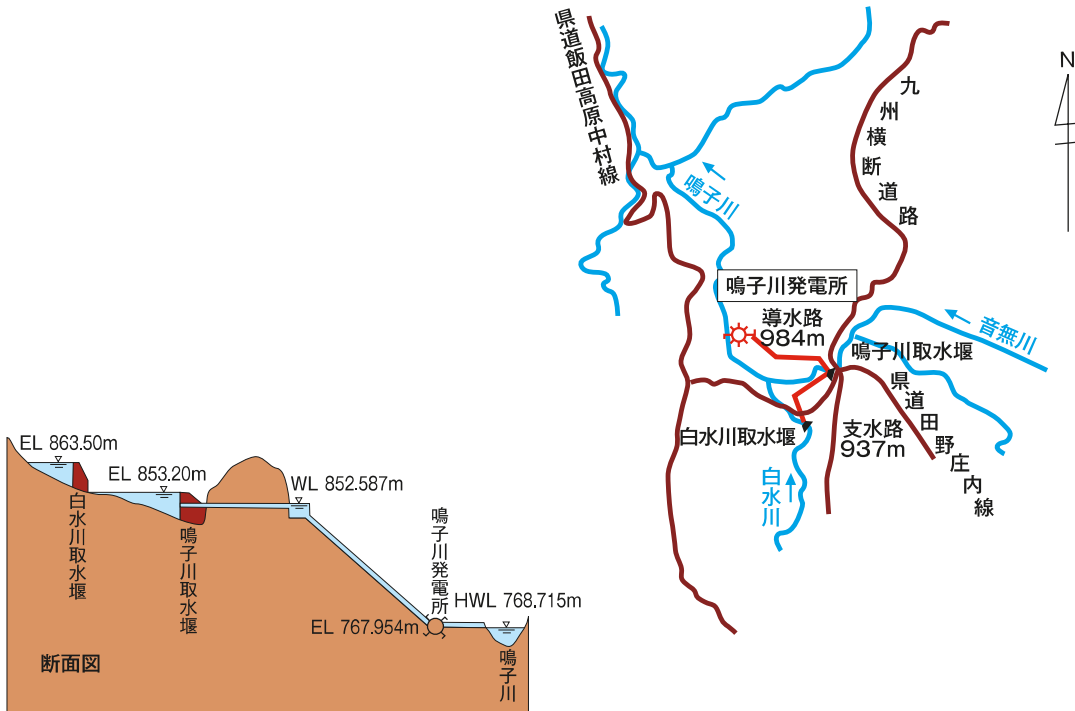 県道飯田高原中村線
九州横断道路
N
鳴子川
鳴子川発電所
導水路
984m
音無川
鳴子川取水堰
県道田野庄内線
白水川取水堰
支水路
937m
白水川
EL 863.50m
EL 853.20m
WL 852.587m
白水川取水堰
鳴子川取水堰
鳴子川発電所
HWL 768.715m
EL 767.954m
鳴子川
断面図